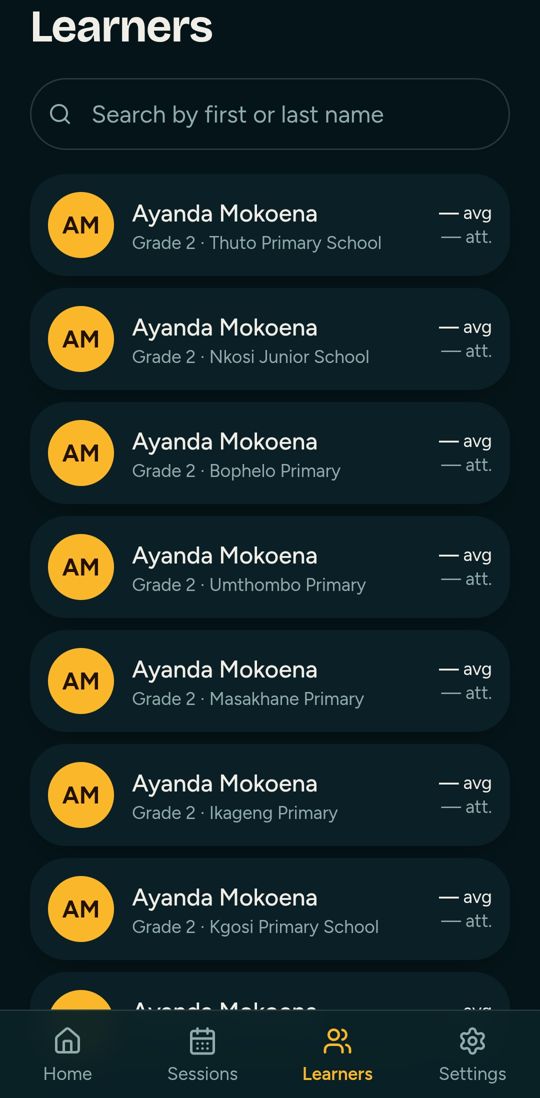 Learners
Search by first or last name
AM
Ayanda Mokoena
— avg
Grade 2 · Thuto Primary School
— att.
AM
Ayanda Mokoena
— avg
Grade 2 · Nkosi Junior School
— att.
AM
Ayanda Mokoena
— avg
Grade 2 · Bophelo Primary
— att.
AM
Ayanda Mokoena
— avg
Grade 2 · Umthombo Primary
— att.
AM
Ayanda Mokoena
— avg
Grade 2 · Masakhane Primary
— att.
AM
Ayanda Mokoena
— avg
Grade 2 · Ikageng Primary
— att.
AM
Ayanda Mokoena
— avg
Grade 2 · Kgosi Primary School
— att.
Ayanda Mokoena
— avg
Home
Sessions
Learners
Settings